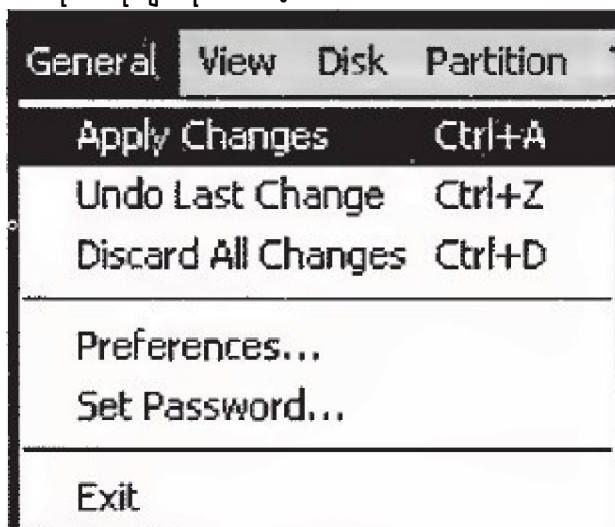 General View Disk Partition
Apply Changes Ctrl+A
Undo Last Change Ctrl+Z
Discard All Changes Ctrl+D
Preferences...
Set Password...
Exit